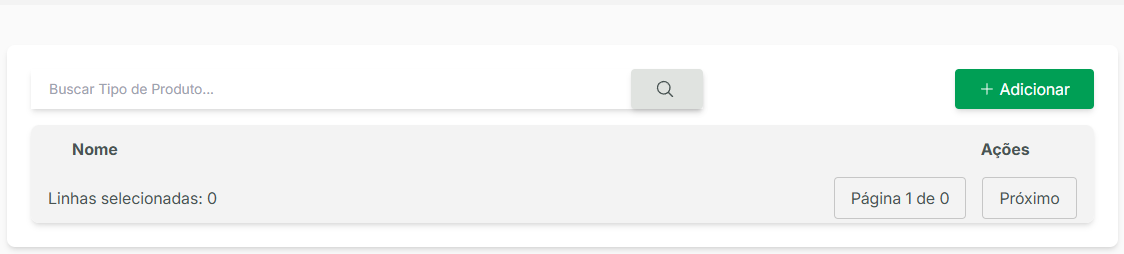 Buscar Tipo de Produto...
+ Adicionar
Nome Ações
Linhas selecionadas: 0 Página 1 de 0 Próximo